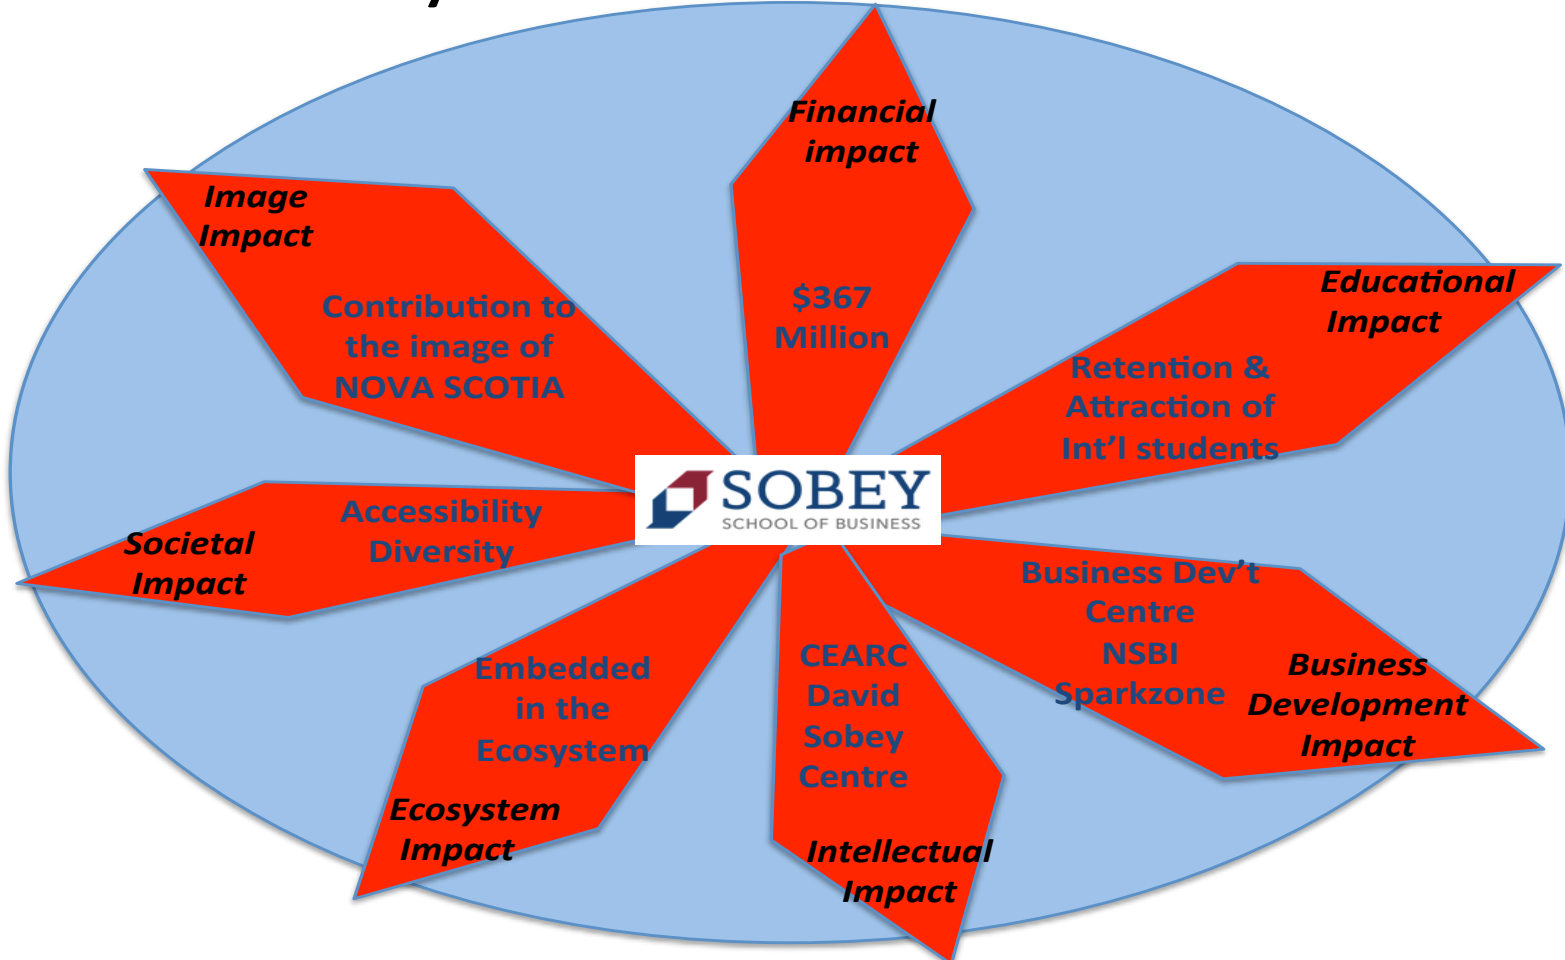 Financial
impact
$367
Million
Educational
Impact
Retention &
Attraction of
Int'l students
Image
Impact
Contribution to
the image of
NOVA SCOTIA
SOBEY
SCHOOL OF BUSINESS
Societal
Impact
Accessibility
Diversity
Business Dev't
Centre
NSBI
Sparkzone
Business
Development
Impact
Embedded
in the
Ecosystem
Ecosystem
Impact
CEARC
David
Sobey
Centre
Intellectual
Impact